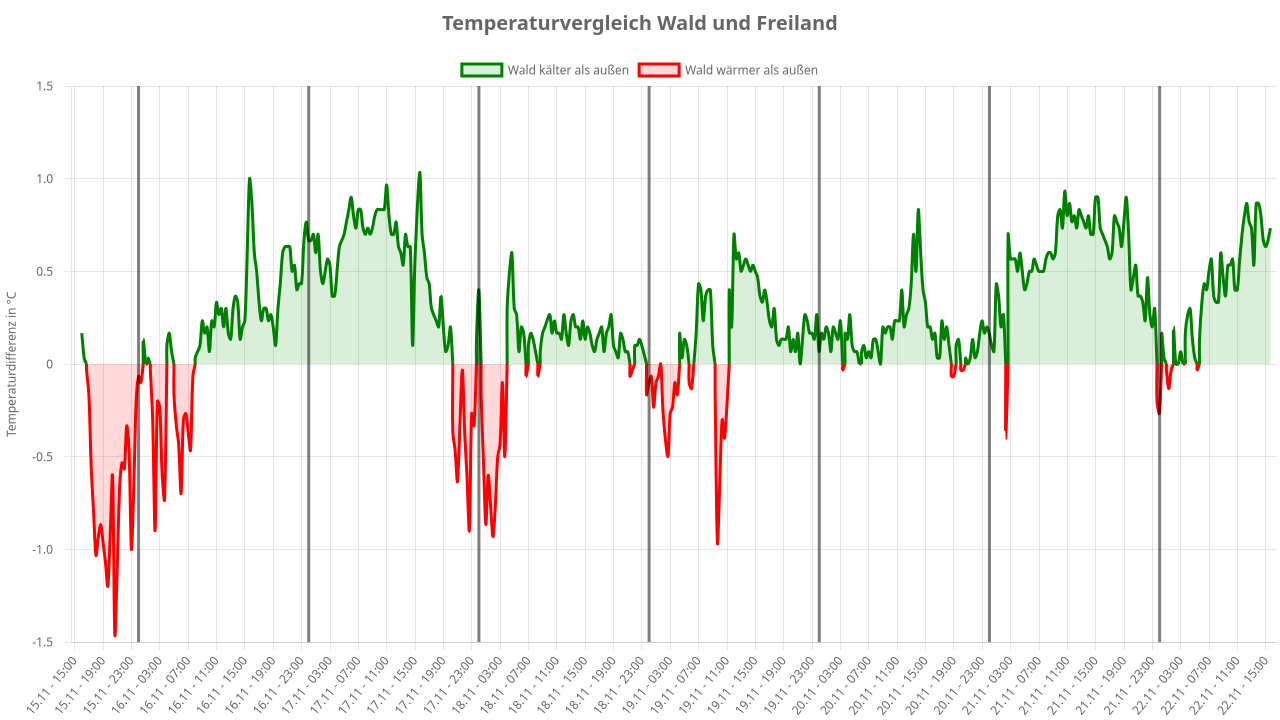 Temperaturvergleich Wald und Freiland
Wald kälter als außen
Wald wärmer als außen
Temperaturdifferenz in °C
1.5
1.0
0.5
0
-0.5
-1.0
-1.5
15.11 - 15:00
15.11 - 19:00
15.11 - 23:00
16.11 - 03:00
16.11 - 07:00
16.11 - 11:00
16.11 - 15:00
16.11 - 19:00
16.11 - 23:00
17.11 - 03:00
17.11 - 07:00
17.11 - 11:00
17.11 - 15:00
17.11 - 19:00
17.11 - 23:00
18.11 - 03:00
18.11 - 07:00
18.11 - 11:00
18.11 - 15:00
18.11 - 19:00
18.11 - 23:00
19.11 - 03:00
19.11 - 07:00
19.11 - 11:00
19.11 - 15:00
19.11 - 19:00
19.11 - 23:00
20.11 - 03:00
20.11 - 07:00
20.11 - 11:00
20.11 - 15:00
20.11 - 19:00
20.11 - 23:00
21.11 - 03:00
21.11 - 07:00
21.11 - 11:00
21.11 - 15:00
21.11 - 19:00
21.11 - 23:00
22.11 - 03:00
22.11 - 07:00
22.11 - 11:00
22.11 - 15:00